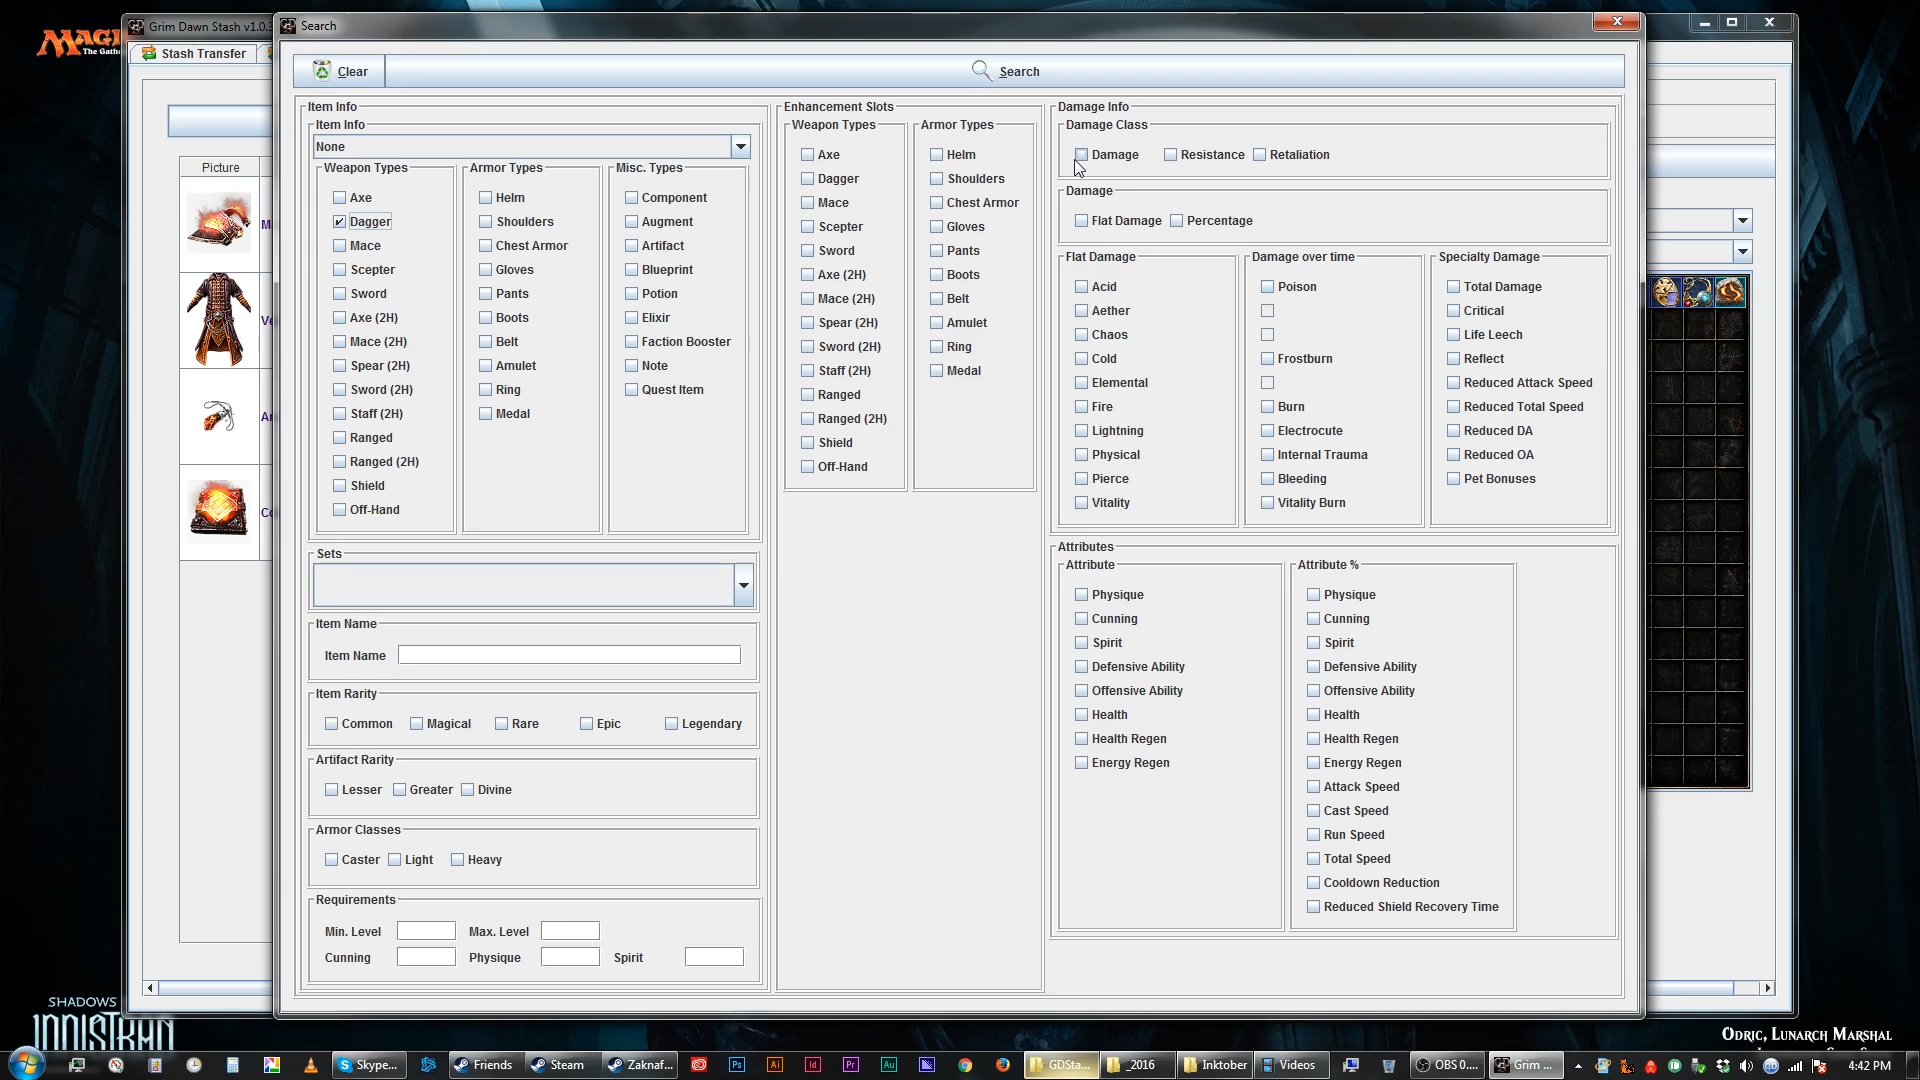 MAGI
The Gath
Grim Dawn Stash v1.0.3
Search
Stash Transfer
Clear
Search
Picture
Item Info
Item Info
None
Weapon Types
Axe
Dagger
Mace
Scepter
Sword
Axe (2H)
Mace (2H)
Spear (2H)
Sword (2H)
Staff (2H)
Ranged
Ranged (2H)
Shield
Off-Hand
Armor Types
Helm
Shoulders
Chest Armor
Gloves
Pants
Boots
Belt
Amulet
Ring
Medal
Misc. Types
Component
Augment
Artifact
Blueprint
Potion
Elixir
Faction Booster
Note
Quest Item
Sets
Item Name
Item Name
Item Rarity
Common Magical Rare Epic Legendary
Artifact Rarity
Lesser Greater Divine
Armor Classes
Caster Light Heavy
Requirements
Min. Level Max. Level
Cunning Physique Spirit
Enhancement Slots
Weapon Types
Axe
Dagger
Mace
Scepter
Sword
Axe (2H)
Mace (2H)
Spear (2H)
Sword (2H)
Staff (2H)
Ranged
Ranged (2H)
Shield
Off-Hand
Armor Types
Helm
Shoulders
Chest Armor
Gloves
Pants
Boots
Belt
Amulet
Ring
Medal
Damage Info
Damage Class
Damage Resistance Retaliation
Damage
Flat Damage Percentage
Flat Damage
Acid
Aether
Chaos
Cold
Elemental
Fire
Lightning
Physical
Pierce
Vitality
Damage over time
Poison
Frostburn
Burn
Electrocute
Internal Trauma
Bleeding
Vitality Burn
Specialty Damage
Total Damage
Critical
Life Leech
Reflect
Reduced Attack Speed
Reduced Total Speed
Reduced DA
Reduced OA
Pet Bonuses
Attributes
Attribute
Physique
Cunning
Spirit
Defensive Ability
Offensive Ability
Health
Health Regen
Energy Regen
Attribute %
Physique
Cunning
Spirit
Defensive Ability
Offensive Ability
Health
Health Regen
Energy Regen
Attack Speed
Cast Speed
Run Speed
Total Speed
Cooldown Reduction
Reduced Shield Recovery Time
SHADOWS
INNISTRAD
Odric, Lunarch Marshal
Skype... Friends Steam Zaknaf... GDSta... _2016 Inktober Videos OBS 0.... Grim ... 4:42 PM